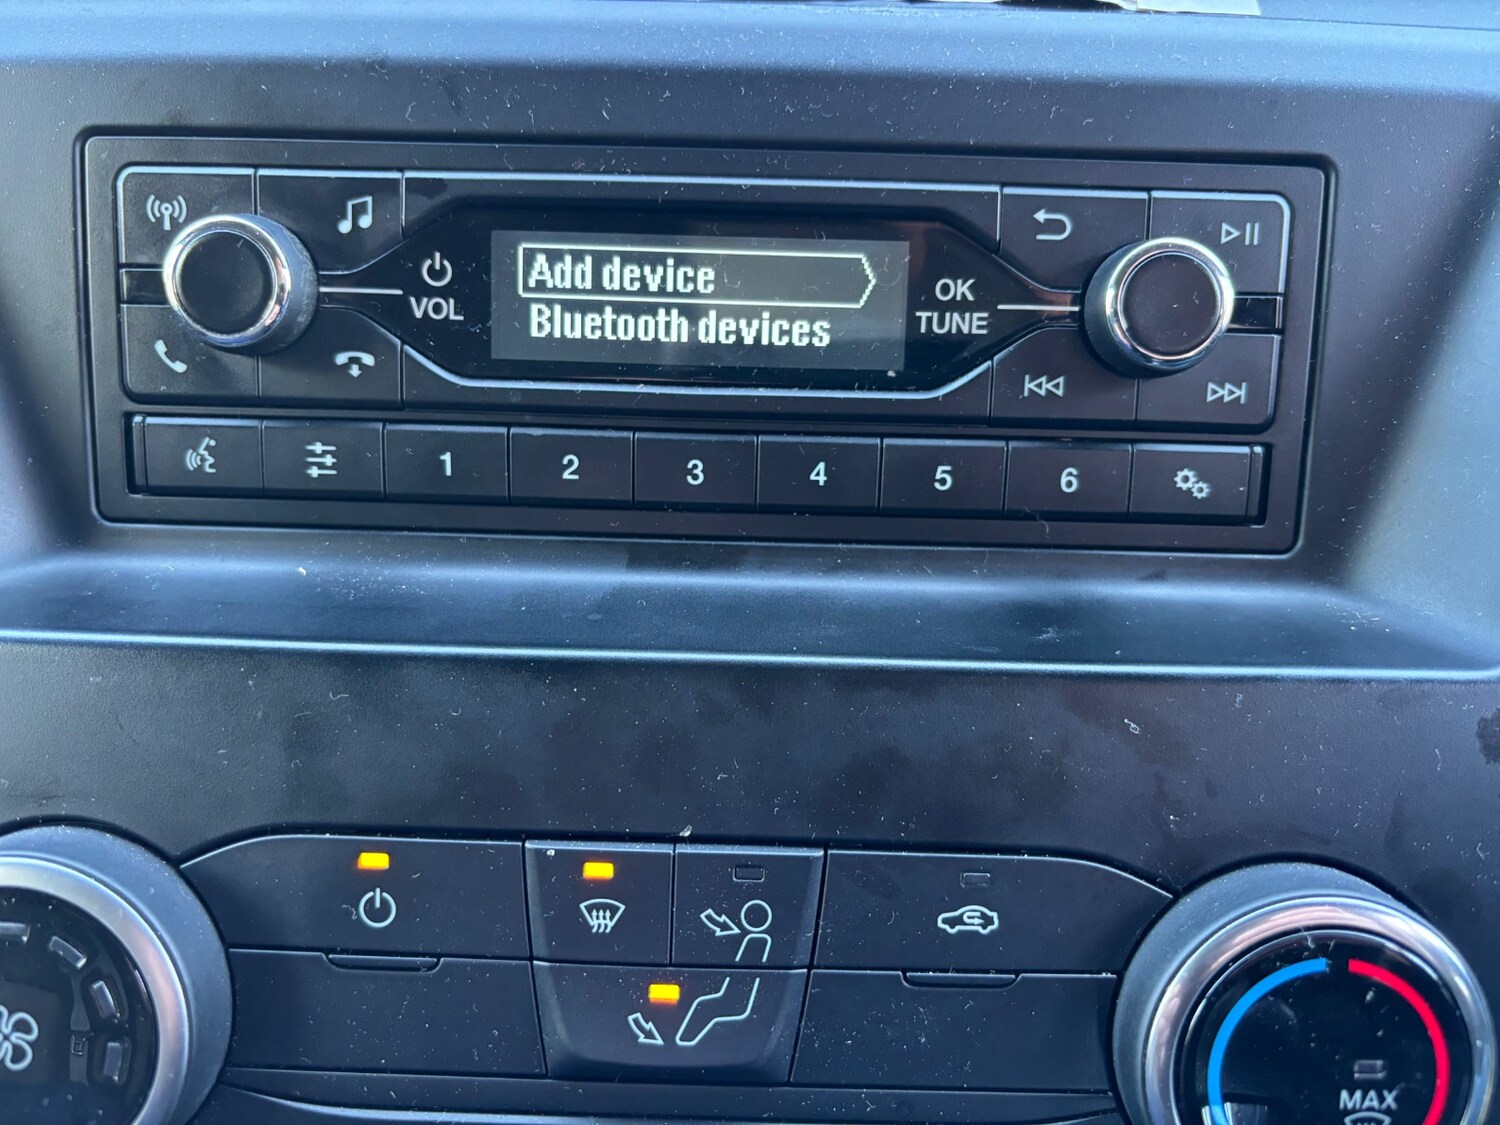 VOL
Add device
Bluetooth devices
OK
TUNE
1 2 3 4 5 6
MAX